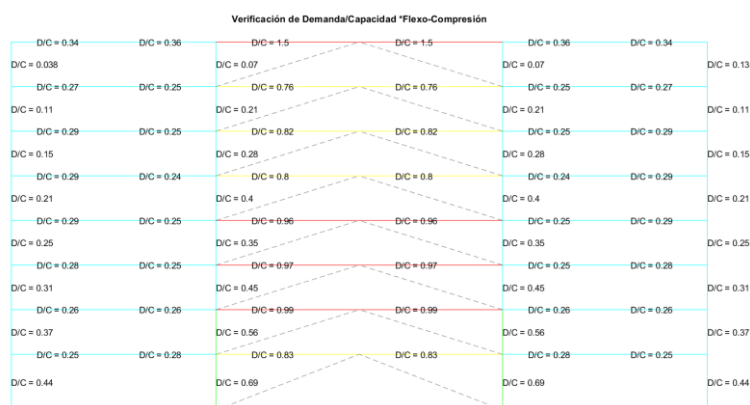 Verificación de Demanda/Capacidad *Flexo-Compresión
D/C = 0.34 D/C = 0.36 D/C = 1.5 D/C = 1.5 D/C = 0.36 D/C = 0.34
D/C = 0.038 D/C = 0.07 D/C = 0.07 D/C = 0.13
D/C = 0.27 D/C = 0.25 D/C = 0.76 D/C = 0.76 D/C = 0.25 D/C = 0.27
D/C = 0.11 D/C = 0.21 D/C = 0.21 D/C = 0.11
D/C = 0.29 D/C = 0.25 D/C = 0.82 D/C = 0.82 D/C = 0.25 D/C = 0.29
D/C = 0.15 D/C = 0.28 D/C = 0.28 D/C = 0.15
D/C = 0.29 D/C = 0.24 D/C = 0.8 D/C = 0.8 D/C = 0.24 D/C = 0.29
D/C = 0.21 D/C = 0.4 D/C = 0.4 D/C = 0.21
D/C = 0.29 D/C = 0.25 D/C = 0.96 D/C = 0.96 D/C = 0.25 D/C = 0.29
D/C = 0.25 D/C = 0.35 D/C = 0.35 D/C = 0.25
D/C = 0.28 D/C = 0.25 D/C = 0.97 D/C = 0.97 D/C = 0.25 D/C = 0.28
D/C = 0.31 D/C = 0.45 D/C = 0.45 D/C = 0.31
D/C = 0.26 D/C = 0.26 D/C = 0.99 D/C = 0.99 D/C = 0.26 D/C = 0.26
D/C = 0.37 D/C = 0.56 D/C = 0.56 D/C = 0.37
D/C = 0.25 D/C = 0.28 D/C = 0.83 D/C = 0.83 D/C = 0.28 D/C = 0.25
D/C = 0.44 D/C = 0.69 D/C = 0.69 D/C = 0.44